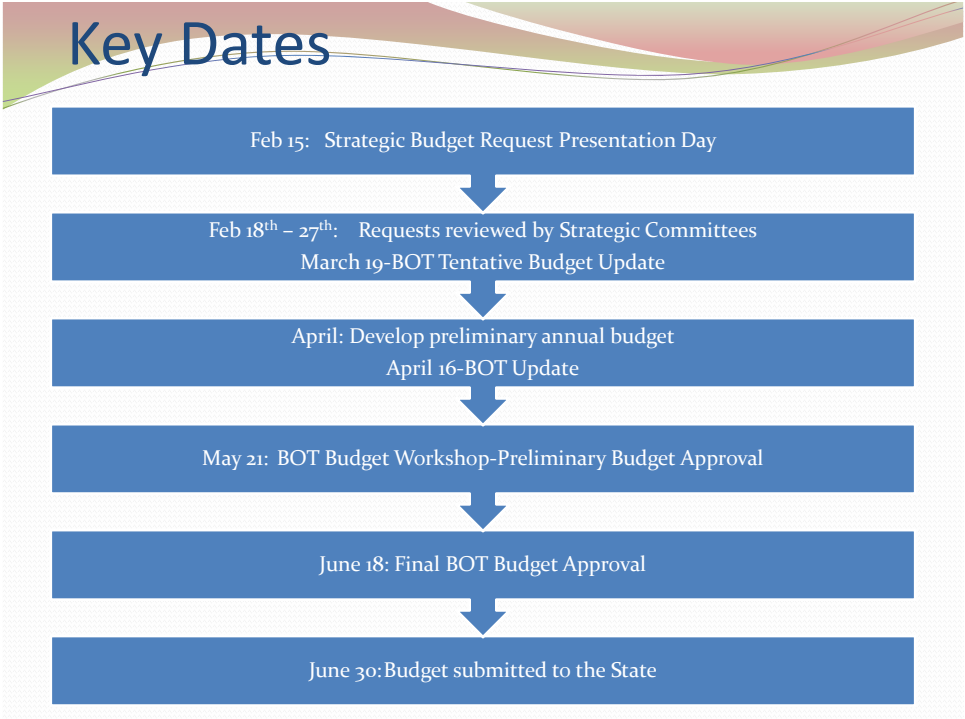 Key Dates
Feb 15:   Strategic Budget Request Presentation Day
Feb 18th – 27th:    Requests reviewed by Strategic Committees
March 19-BOT Tentative Budget Update
April: Develop preliminary annual budget
April 16-BOT Update
May 21:  BOT Budget Workshop-Preliminary Budget Approval
June 18: Final BOT Budget Approval
June 30:Budget submitted to the State